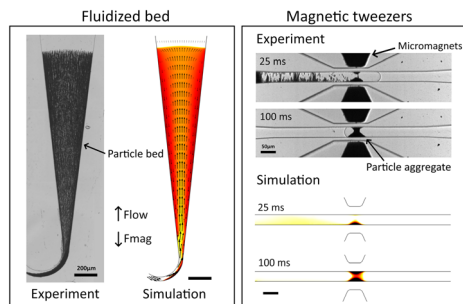 Fluidized bed
Particle bed
Flow
Fmag
200μm
Experiment
Simulation
Magnetic tweezers
Experiment
Micromagnets
25 ms
100 ms
50μm
Particle aggregate
Simulation
25 ms
100 ms